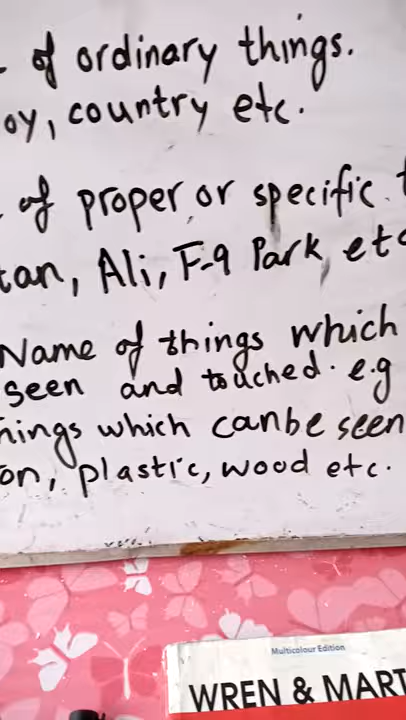 of ordinary things.
oy, country etc.
of proper or specific
tan, Ali, F-9 Park, etc
Name of things which
seen and touched. e.g
hings which canbe seen
on, plastic, wood etc.
Multicolour Edition
WREN & MART